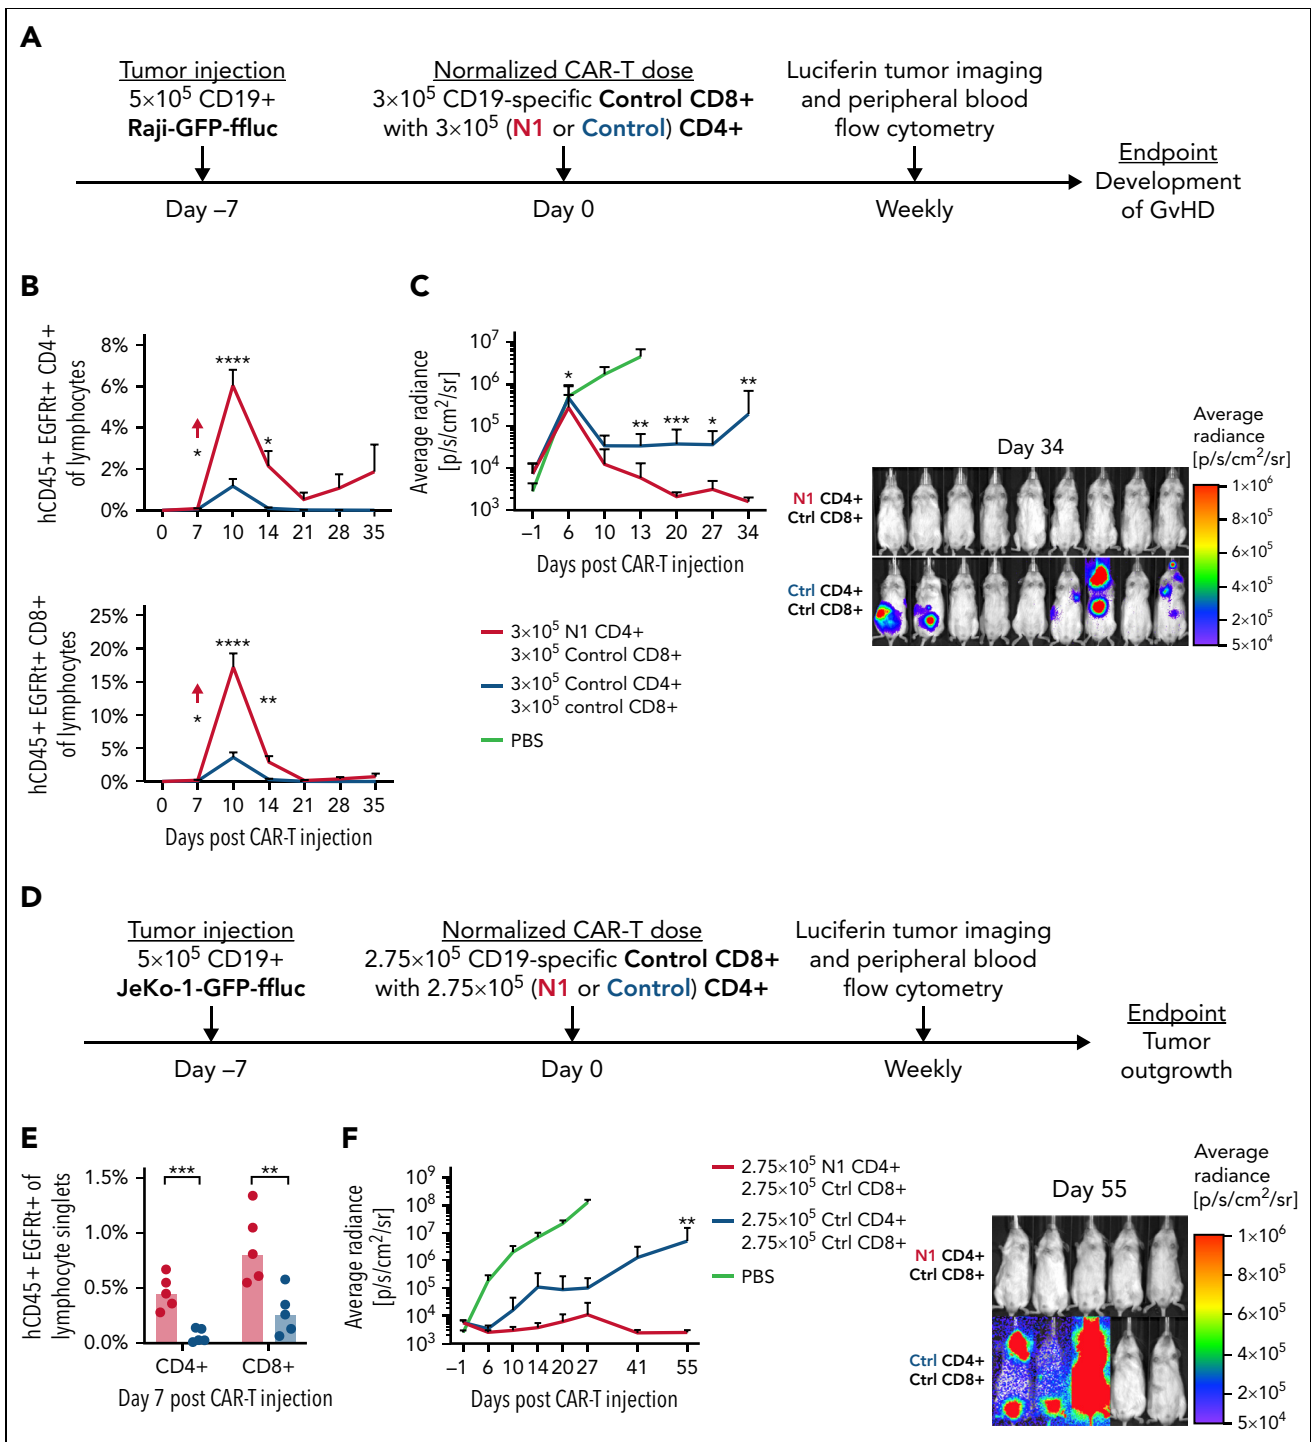 A
Tumor injection
5×10⁵ CD19+
Raji-GFP-ffluc
Normalized CAR-T dose
3×10⁵ CD19-specific Control CD8+
with 3×10⁵ (N1 or Control) CD4+
Luciferin tumor imaging
and peripheral blood
flow cytometry
Endpoint
Development
of GvHD
Day –7
Day 0
Weekly
B
hCD45+ EGFRt+ CD4+
of lymphocytes
8%
6%
4%
2%
0%
*
****
*
0 7 10 14 21 28 35
hCD45+ EGFRt+ CD8+
of lymphocytes
25%
20%
15%
10%
5%
0%
*
****
**
0 7 10 14 21 28 35
Days post CAR-T injection
C
Average radiance
[p/s/cm²/sr]
10⁷
10⁶
10⁵
10⁴
10³
*
**
***
*
**
–1 6 10 13 20 27 34
Days post CAR-T injection
3×10⁵ N1 CD4+
3×10⁵ Control CD8+
3×10⁵ Control CD4+
3×10⁵ control CD8+
PBS
Day 34
N1 CD4+
Ctrl CD8+
Ctrl CD4+
Ctrl CD8+
Average
radiance
[p/s/cm²/sr]
1×10⁶
8×10⁵
6×10⁵
4×10⁵
2×10⁵
5×10⁴
D
Tumor injection
5×10⁵ CD19+
JeKo-1-GFP-ffluc
Normalized CAR-T dose
2.75×10⁵ CD19-specific Control CD8+
with 2.75×10⁵ (N1 or Control) CD4+
Luciferin tumor imaging
and peripheral blood
flow cytometry
Endpoint
Tumor
outgrowth
Day –7
Day 0
Weekly
E
hCD45+ EGFRt+ of
lymphocyte singlets
1.5%
1.0%
0.5%
0.0%
***
**
CD4+ CD8+
Day 7 post CAR-T injection
F
Average radiance
[p/s/cm²/sr]
10⁹
10⁸
10⁷
10⁶
10⁵
10⁴
10³
**
–1 6 10 14 20 27 41 55
Days post CAR-T injection
2.75×10⁵ N1 CD4+
2.75×10⁵ Ctrl CD8+
2.75×10⁵ Ctrl CD4+
2.75×10⁵ Ctrl CD8+
PBS
Day 55
N1 CD4+
Ctrl CD8+
Ctrl CD4+
Ctrl CD8+
Average
radiance
[p/s/cm²/sr]
1×10⁶
8×10⁵
6×10⁵
4×10⁵
2×10⁵
5×10⁴